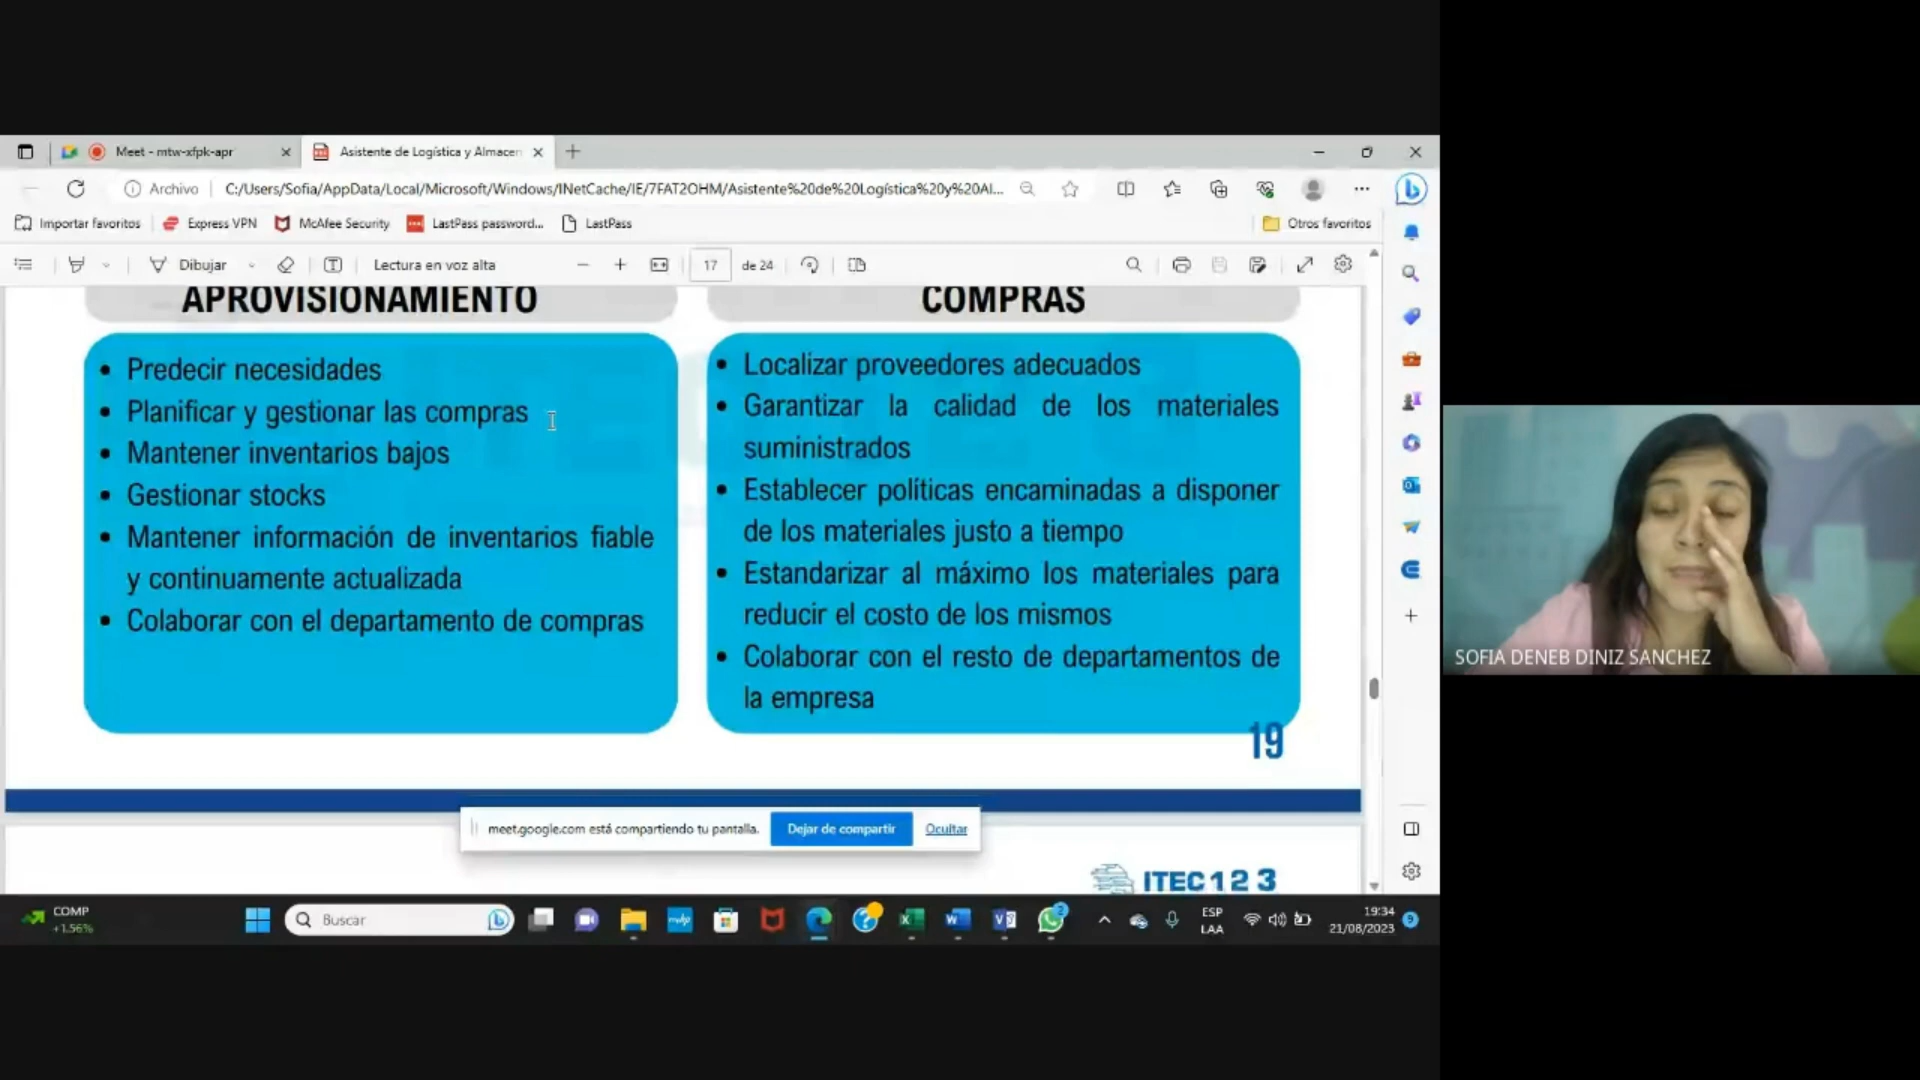 Meet - mtw-xfpk-apr
Asistente de Logística y Almacen
Archivo
C:/Users/Sofia/AppData/Local/Microsoft/Windows/INetCache/IE/7FAT2OHM/Asistente%20de%20Logística%20y%20Al...
Importar favoritos
Express VPN
McAfee Security
LastPass password...
LastPass
Otros favoritos
Dibujar
Lectura en voz alta
17
de 24
APROVISIONAMIENTO
• Predecir necesidades
• Planificar y gestionar las compras
• Mantener inventarios bajos
• Gestionar stocks
• Mantener información de inventarios fiable
y continuamente actualizada
• Colaborar con el departamento de compras
COMPRAS
• Localizar proveedores adecuados
• Garantizar la calidad de los materiales
suministrados
• Establecer políticas encaminadas a disponer
de los materiales justo a tiempo
• Estandarizar al máximo los materiales para
reducir el costo de los mismos
• Colaborar con el resto de departamentos de
la empresa
19
meet.google.com está compartiendo tu pantalla.
Dejar de compartir
Ocultar
ITEC 1 2 3
COMP
+1.56%
Buscar
ESP
LAA
19:34
21/08/2023
SOFIA DENEB DINIZ SANCHEZ